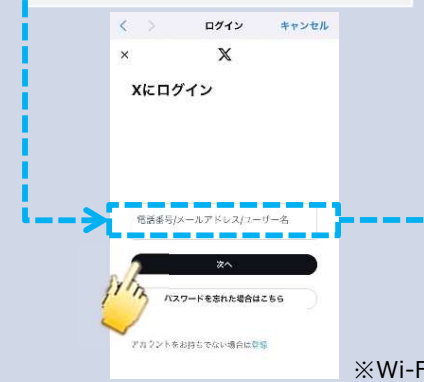 ログイン
キャンセル
Xにログイン
電話番号/メールアドレス/ユーザー名
次へ
パスワードを忘れた場合はこちら
アカウントをお持ちでない場合は登録
※Wi-F